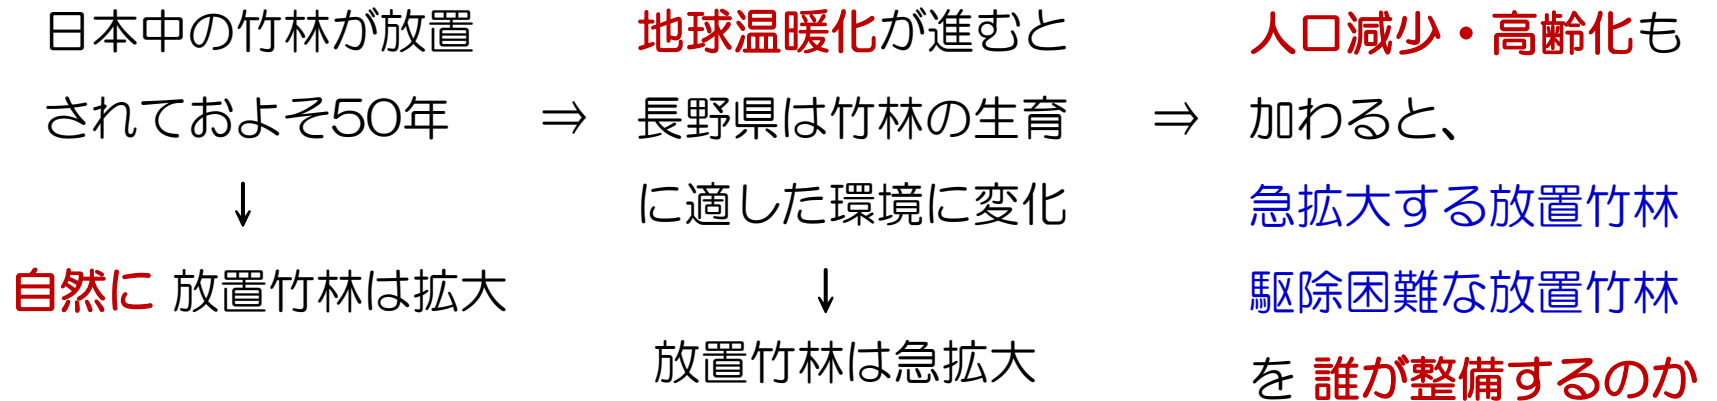 日本中の竹林が放置
されておよそ50年
↓
自然に 放置竹林は拡大
⇒
地球温暖化が進むと
長野県は竹林の生育
に適した環境に変化
↓
放置竹林は急拡大
⇒
人口減少・高齢化も
加わると、
急拡大する放置竹林
駆除困難な放置竹林
を 誰が整備するのか